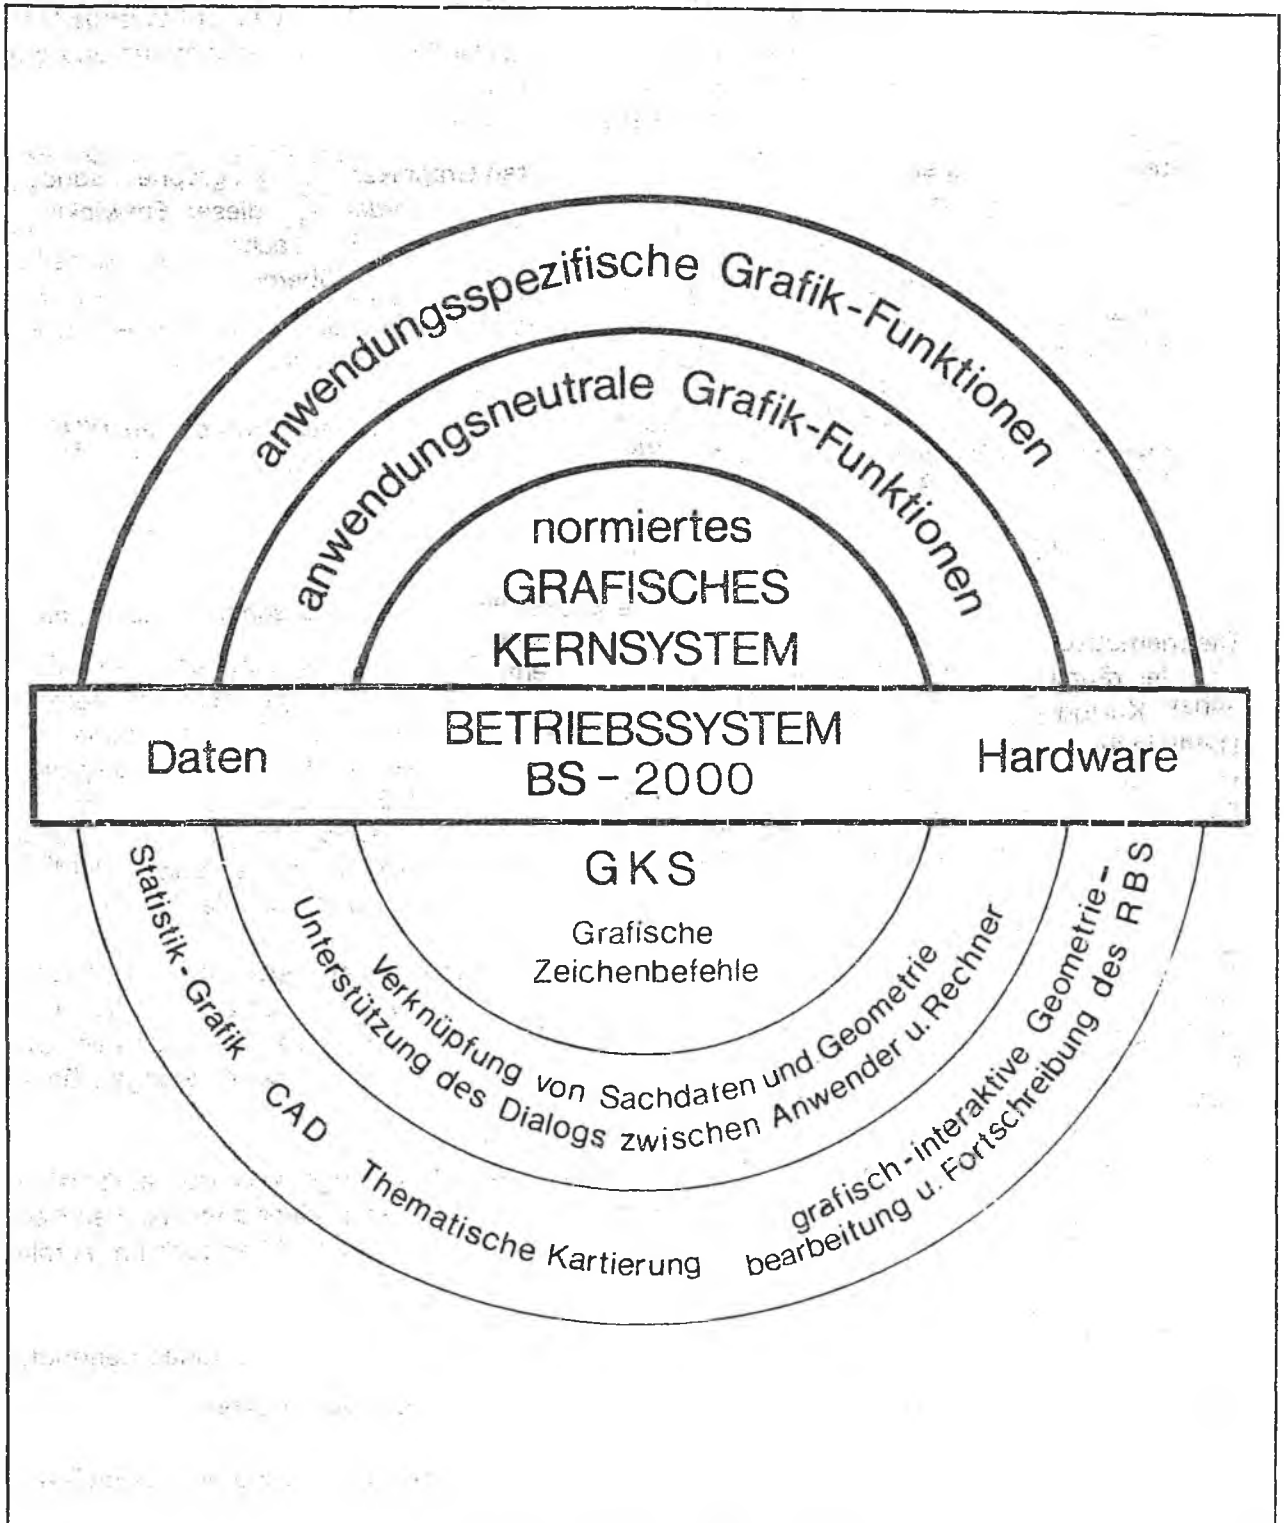 anwendungsspezifische Grafik-Funktionen
anwendungsneutrale Grafik-Funktionen
normiertes
GRAFISCHES
KERNSYSTEM
Daten
BETRIEBSSYSTEM
BS - 2000
Hardware
GKS
Grafische
Zeichenbefehle
Verknüpfung von Sachdaten und Geometrie
Unterstützung des Dialogs zwischen Anwender u. Rechner
Statistik-Grafik CAD Thematische Kartierung
grafisch-interaktive Geometrie-
bearbeitung u. Fortschreibung des RBS